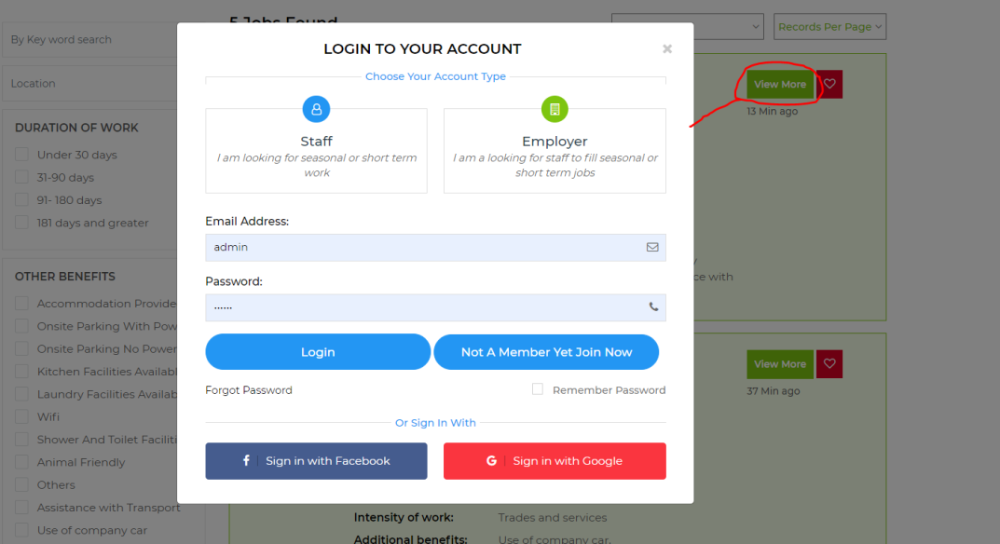 5 Jobs Found
Records Per Page
By Key word search
Location
DURATION OF WORK
Under 30 days
31-90 days
91- 180 days
181 days and greater
OTHER BENEFITS
Accommodation Provide
Onsite Parking With Pow
Onsite Parking No Power
Kitchen Facilities Availabl
Laundry Facilities Availab
Wifi
Shower And Toilet Faciliti
Animal Friendly
Others
Assistance with Transport
Use of company car
LOGIN TO YOUR ACCOUNT
×
Choose Your Account Type
Staff
I am looking for seasonal or short term
work
Employer
I am a looking for staff to fill seasonal or
short term jobs
Email Address:
admin
Password:
······
Login
Not A Member Yet Join Now
Forgot Password
Remember Password
Or Sign In With
Sign in with Facebook
G Sign in with Google
View More
13 Min ago
y
ce with
View More
37 Min ago
Intensity of work: Trades and services
Additional benefits: Use of company car,